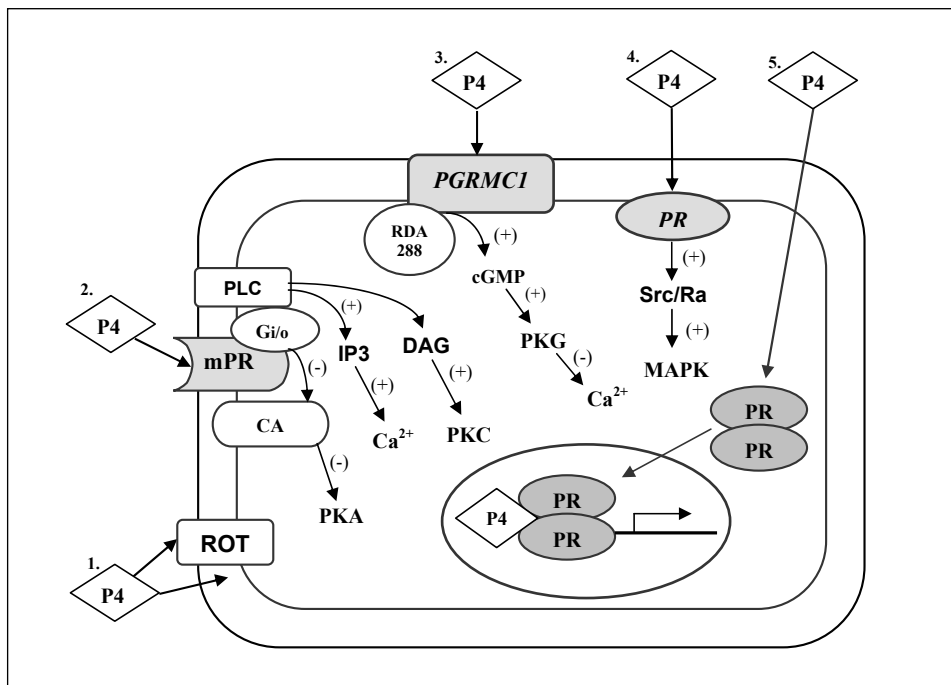 3.
P4
4.
P4
5.
P4
PGRMC1
RDA
288
(+)
cGMP
(+)
PKG
(-)
Ca²⁺
PR
(+)
Src/Ra
(+)
MAPK
2.
P4
PLC
Gi/o
mPR
(-)
CA
(-)
PKA
(+)
IP3
(+)
Ca²⁺
DAG
(+)
PKC
PR
PR
P4
PR
PR
1.
P4
ROT